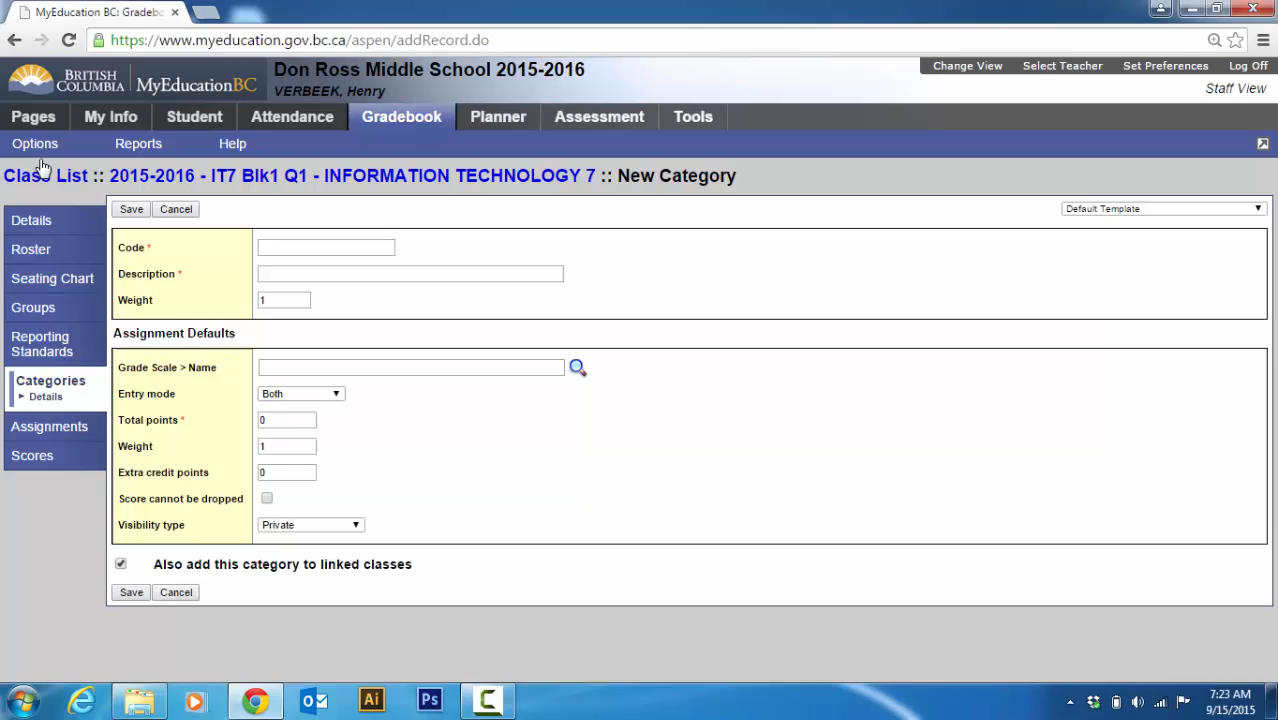 MyEducation BC: Gradebo
https://www.myeducation.gov.bc.ca/aspen/addRecord.do
BRITISH COLUMBIA
MyEducationBC
Don Ross Middle School 2015-2016
VERBEEK, Henry
Change View Select Teacher Set Preferences Log Off
Staff View
Pages My Info Student Attendance Gradebook Planner Assessment Tools
Options Reports Help
Class List :: 2015-2016 - IT7 Blk1 Q1 - INFORMATION TECHNOLOGY 7 :: New Category
Details
Roster
Seating Chart
Groups
Reporting
Standards
Categories
Details
Assignments
Scores
Save Cancel Default Template
Code *
Description *
Weight 1
Assignment Defaults
Grade Scale > Name
Entry mode Both
Total points * 0
Weight 1
Extra credit points 0
Score cannot be dropped
Visibility type Private
Also add this category to linked classes
Save Cancel
Ai Ps C
7:23 AM
9/15/2015